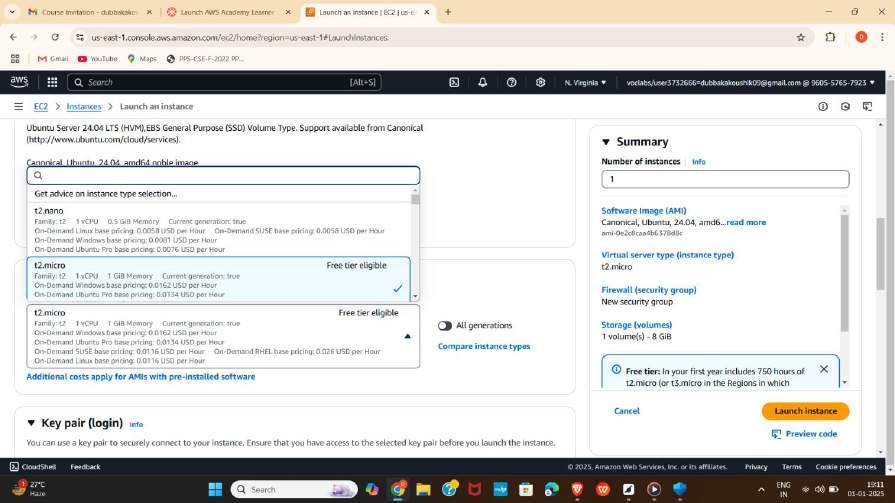 Course invitation - dubbakakous
Launch AWS Academy Learner
Launch an instance | EC2 | us-e
us-east-1.console.aws.amazon.com/ec2/home?region=us-east-1#LaunchInstances:
Gmail
YouTube
Maps
PPS-CSE-F-2022 PP...
aws
Search
[Alt+S]
N. Virginia
voclabs/user3732666=dubbakakoushik09@gmail.com @ 9605-5765-7923
EC2
Instances
Launch an instance
Ubuntu Server 24.04 LTS (HVM),EBS General Purpose (SSD) Volume Type. Support available from Canonical
(http://www.ubuntu.com/cloud/services).
Canonical, Ubuntu, 24.04, amd64 noble image
Get advice on instance type selection...
t2.nano
Family: t2 1 vCPU 0.5 GiB Memory Current generation: true
On-Demand Linux base pricing: 0.0058 USD per Hour On-Demand SUSE base pricing: 0.0058 USD per Hour
On-Demand Windows base pricing: 0.0081 USD per Hour
On-Demand Ubuntu Pro base pricing: 0.0076 USD per Hour
t2.micro Free tier eligible
Family: t2 1 vCPU 1 GiB Memory Current generation: true
On-Demand Windows base pricing: 0.0162 USD per Hour
On-Demand Ubuntu Pro base pricing: 0.0134 USD per Hour
t2.micro Free tier eligible
Family: t2 1 vCPU 1 GiB Memory Current generation: true
On-Demand Windows base pricing: 0.0162 USD per Hour
On-Demand Ubuntu Pro base pricing: 0.0134 USD per Hour
On-Demand SUSE base pricing: 0.0116 USD per Hour On-Demand RHEL base pricing: 0.026 USD per Hour
On-Demand Linux base pricing: 0.0116 USD per Hour
All generations
Compare instance types
Additional costs apply for AMIs with pre-installed software
Key pair (login) Info
You can use a key pair to securely connect to your instance. Ensure that you have access to the selected key pair before you launch the instance.
Summary
Number of instances Info
1
Software Image (AMI)
Canonical, Ubuntu, 24.04, amd6...read more
ami-0e2c8caa4b6378d8c
Virtual server type (instance type)
t2.micro
Firewall (security group)
New security group
Storage (volumes)
1 volume(s) - 8 GiB
Free tier: In your first year includes 750 hours of
t2.micro (or t3.micro in the Regions in which
Cancel
Launch instance
Preview code
CloudShell
Feedback
© 2025, Amazon Web Services, Inc. or its affiliates.
Privacy
Terms
Cookie preferences
27°C
Haze
Search
ENG
IN
19:11
01-01-2025